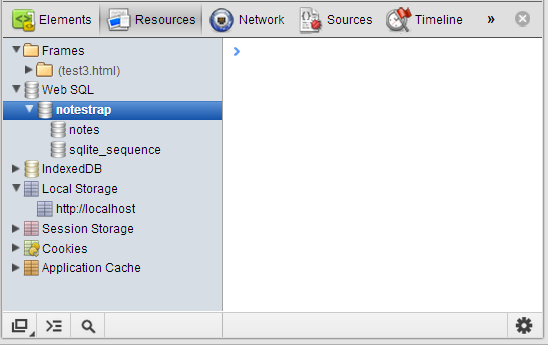 Elements Resources Network Sources Timeline »
Frames
(test3.html)
Web SQL
notestrap
notes
sqlite_sequence
IndexedDB
Local Storage
http://localhost
Session Storage
Cookies
Application Cache